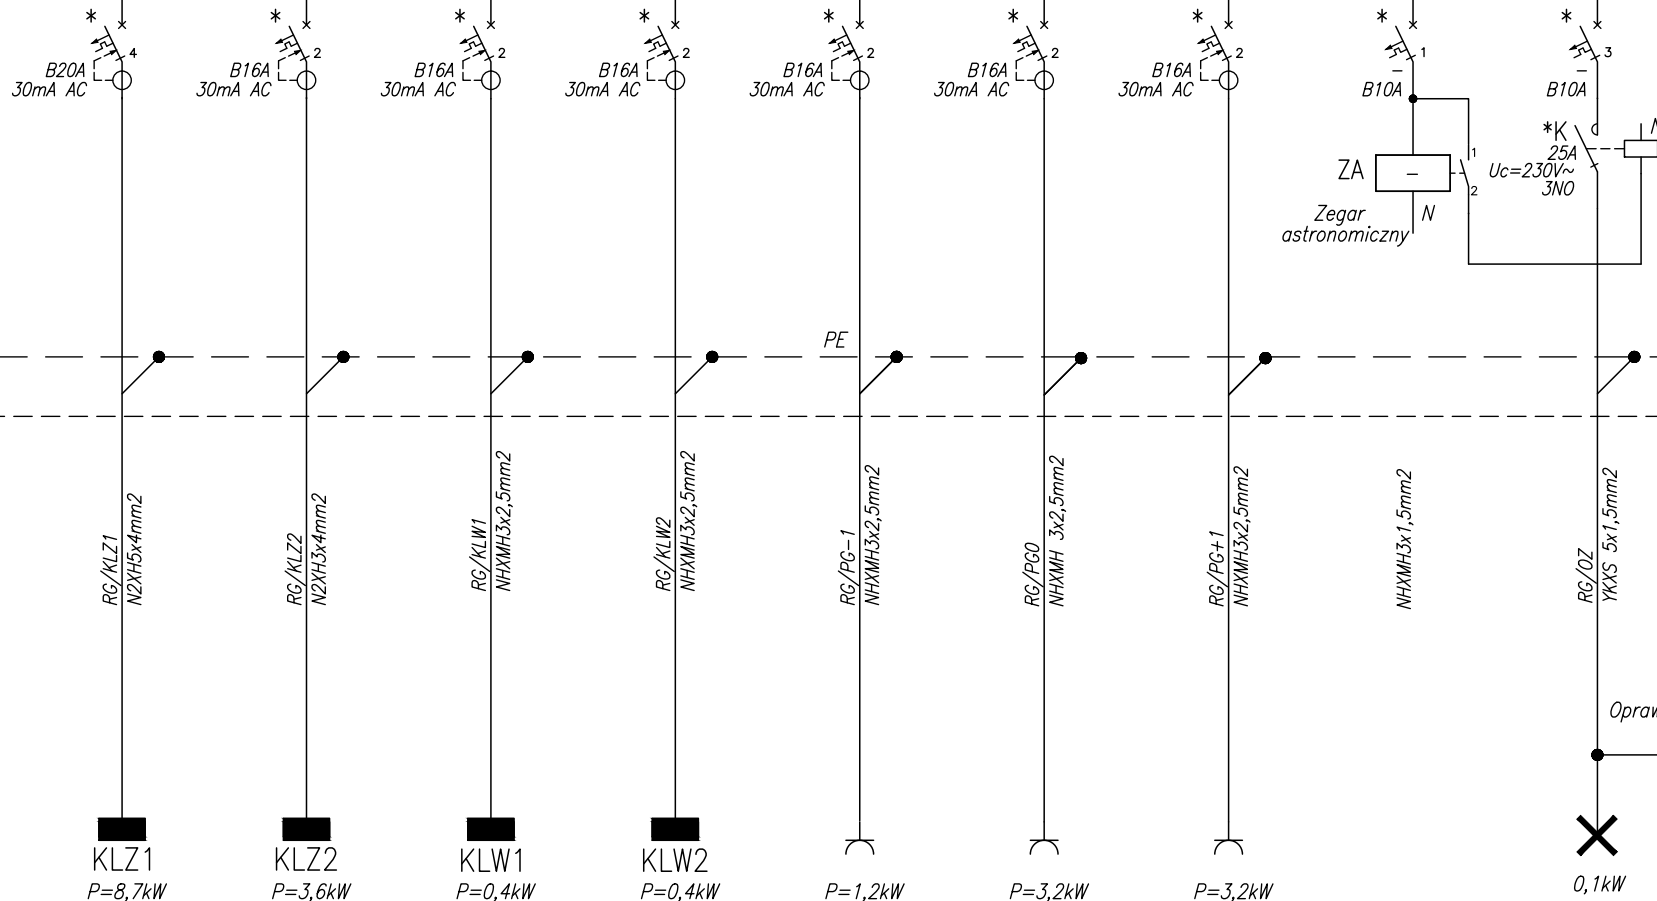 * * * * * * * * *
4 2 2 2 2 2 2 1 3
B20A B16A B16A B16A B16A B16A B16A – –
30mA AC 30mA AC 30mA AC 30mA AC 30mA AC 30mA AC 30mA AC B10A B10A
*K
25A
Uc=230V~
3NO
N
ZA
–
1
2
Zegar
astronomiczny
N
PE
RG/KLZ1
N2XH5x4mm2
RG/KLZ2
N2XH3x4mm2
RG/KLW1
NHXMH3x2,5mm2
RG/KLW2
NHXMH3x2,5mm2
RG/PG-1
NHXMH3x2,5mm2
RG/PG0
NHXMH 3x2,5mm2
RG/PG+1
NHXMH3x2,5mm2
NHXMH3x1,5mm2
RG/OZ
YKXS 5x1,5mm2
Opraw
KLZ1 KLZ2 KLW1 KLW2
P=8,7kW P=3,6kW P=0,4kW P=0,4kW P=1,2kW P=3,2kW P=3,2kW 0,1kW